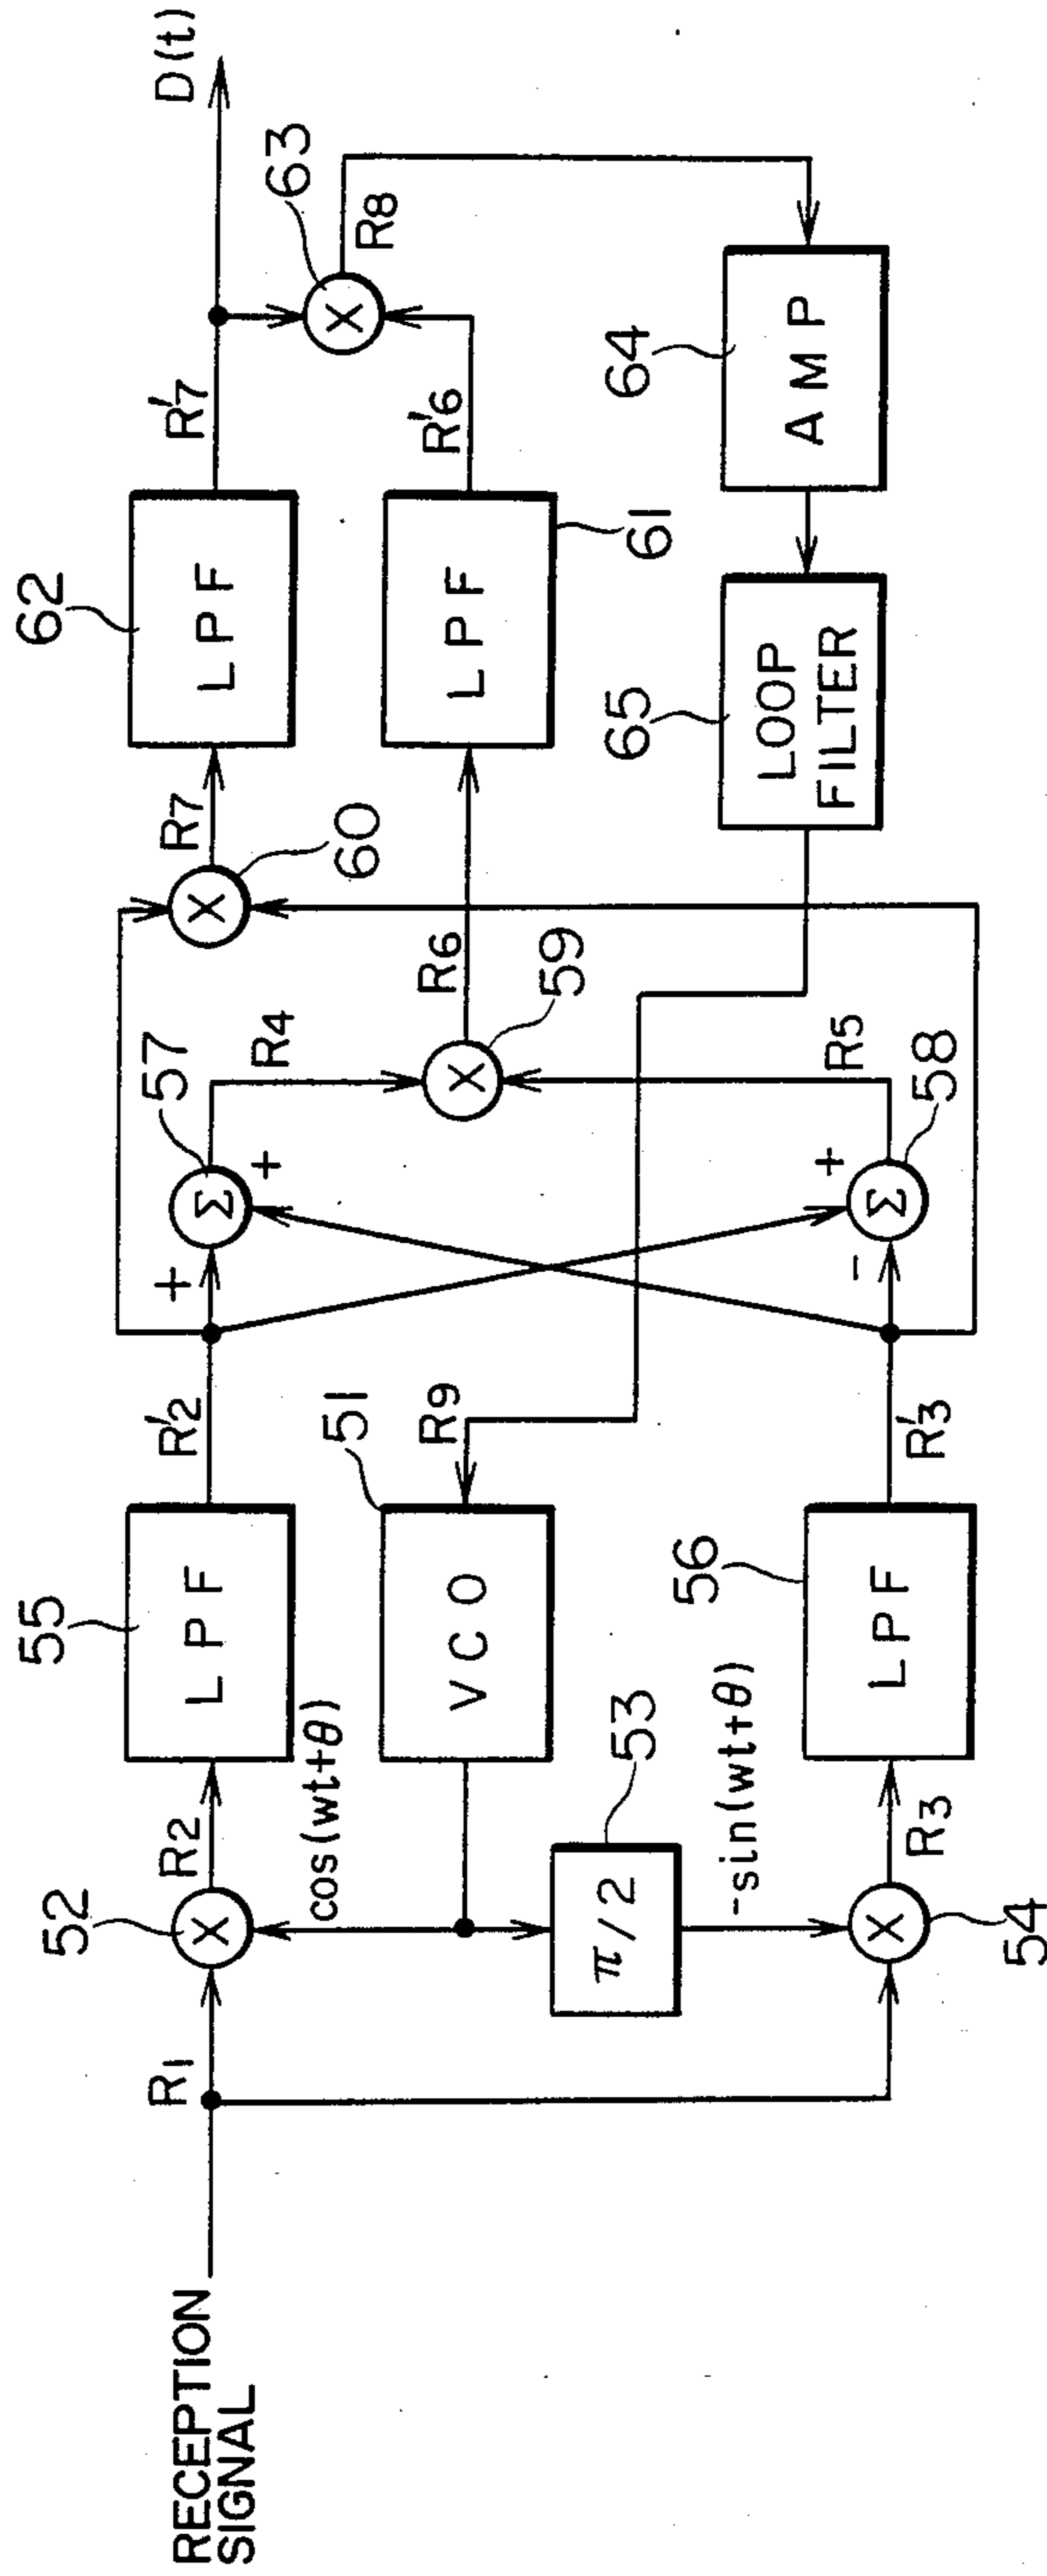 RECEPTION
SIGNAL
R1
52
X
R2
cos(wt+θ)
π/2
53
-sin(wt+θ)
54
X
R3
55
LPF
R'2
51
VCO
R9
56
LPF
R'3
57
Σ
+
+
R4
58
Σ
+
-
R5
59
X
R6
60
X
R7
62
LPF
R'7
61
LPF
R'6
65
LOOP
FILTER
64
AMP
63
X
R8
D(t)